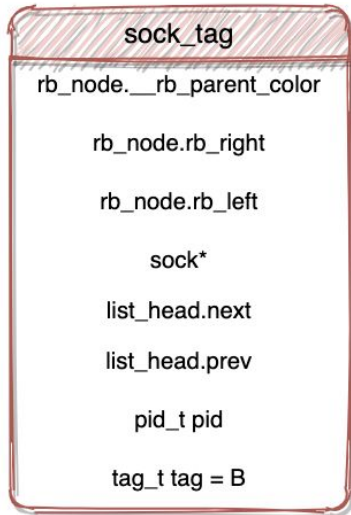 sock_tag
rb_node.__rb_parent_color
rb_node.rb_right
rb_node.rb_left
sock*
list_head.next
list_head.prev
pid_t pid
tag_t tag = B